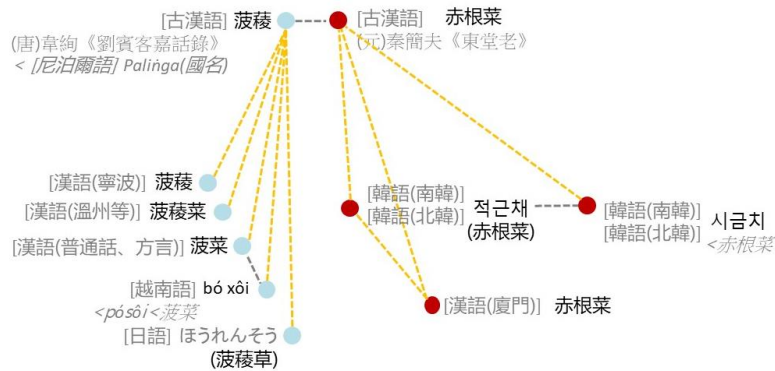 [古漢語] 菠薐
(唐)韋絢《劉賓客嘉話錄》
< [尼泊爾語] Palinga(國名)
[古漢語] 赤根菜
(元)秦簡夫《東堂老》
[漢語(寧波)] 菠薐
[漢語(溫州等)] 菠薐菜
[漢語(普通話、方言)] 菠菜
[越南語] bó xôi
<pósôi<菠菜
[日語] ほうれんそう
(菠薐草)
[韓語(南韓)]
[韓語(北韓)]
적근채
(赤根菜)
[韓語(南韓)]
[韓語(北韓)]
시금치
<赤根菜
[漢語(廈門)] 赤根菜